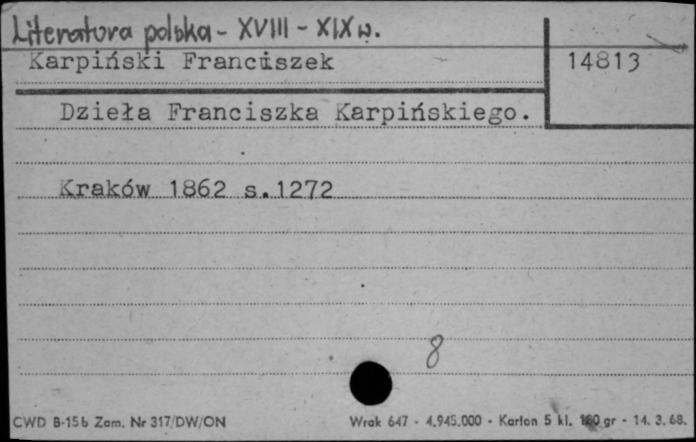 Literatura polska - XVIII - XIX w.
Karpiński Franciszek
14813
Dzieła Franciszka Karpińskiego.
Kraków 1862 s.1272
8
CWD B-15b Zam. Nr 317/DW/ON
Wrak 647 - 4.945.000 - Karton 5 kl. 160 gr - 14. 3. 68.